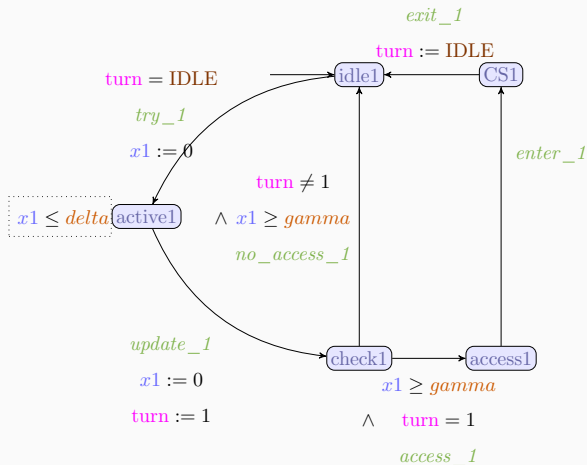 exit_1
turn := IDLE
turn = IDLE
idle1
CS1
try_1
x1 := 0
enter_1
turn ≠ 1
x1 ≤ delta
active1
∧ x1 ≥ gamma
no_access_1
update_1
check1
access1
x1 := 0
x1 ≥ gamma
turn := 1
∧ turn = 1
access_1